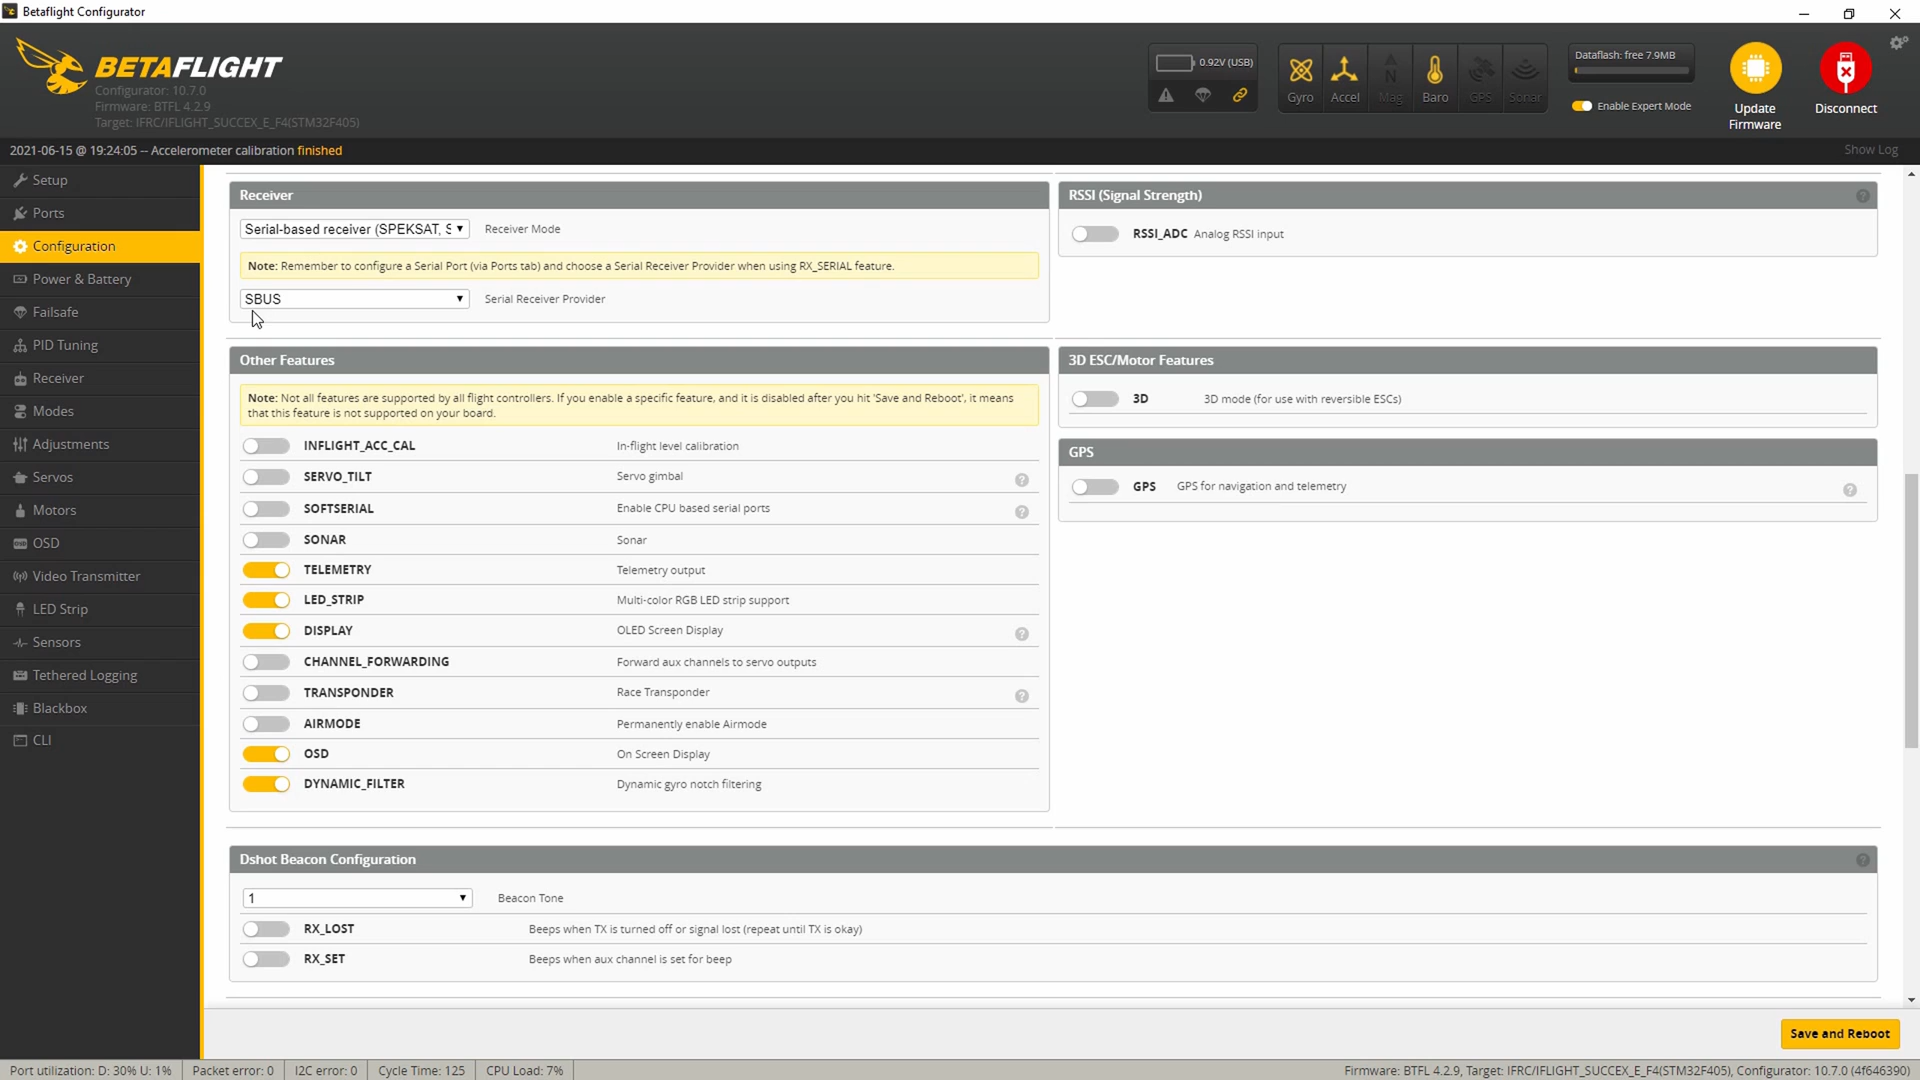 Betaflight Configurator
BETAFLIGHT
Configurator: 10.7.0
Firmware: BTFL 4.2.9
Target: IFRC/IFLIGHT_SUCCEX_E_F4(STM32F405)
0.92V (USB)
Gyro
Accel
Mag
Baro
GPS
Sonar
Dataflash: free 7.9MB
Enable Expert Mode
Update
Firmware
Disconnect
2021-06-15 @ 19:24:05 -- Accelerometer calibration finished
Show Log
Setup
Ports
Configuration
Power & Battery
Failsafe
PID Tuning
Receiver
Modes
Adjustments
Servos
Motors
OSD
Video Transmitter
LED Strip
Sensors
Tethered Logging
Blackbox
CLI
Receiver
Serial-based receiver (SPEKSAT, S
Receiver Mode
Note: Remember to configure a Serial Port (via Ports tab) and choose a Serial Receiver Provider when using RX_SERIAL feature.
SBUS
Serial Receiver Provider
RSSI (Signal Strength)
RSSI_ADC Analog RSSI input
Other Features
Note: Not all features are supported by all flight controllers. If you enable a specific feature, and it is disabled after you hit 'Save and Reboot', it means
that this feature is not supported on your board.
INFLIGHT_ACC_CAL In-flight level calibration
SERVO_TILT Servo gimbal
SOFTSERIAL Enable CPU based serial ports
SONAR Sonar
TELEMETRY Telemetry output
LED_STRIP Multi-color RGB LED strip support
DISPLAY OLED Screen Display
CHANNEL_FORWARDING Forward aux channels to servo outputs
TRANSPONDER Race Transponder
AIRMODE Permanently enable Airmode
OSD On Screen Display
DYNAMIC_FILTER Dynamic gyro notch filtering
3D ESC/Motor Features
3D 3D mode (for use with reversible ESCs)
GPS
GPS GPS for navigation and telemetry
Dshot Beacon Configuration
1 Beacon Tone
RX_LOST Beeps when TX is turned off or signal lost (repeat until TX is okay)
RX_SET Beeps when aux channel is set for beep
Save and Reboot
Port utilization: D: 30% U: 1%
Packet error: 0
I2C error: 0
Cycle Time: 125
CPU Load: 7%
Firmware: BTFL 4.2.9, Target: IFRC/IFLIGHT_SUCCEX_E_F4(STM32F405), Configurator: 10.7.0 (4f646390)